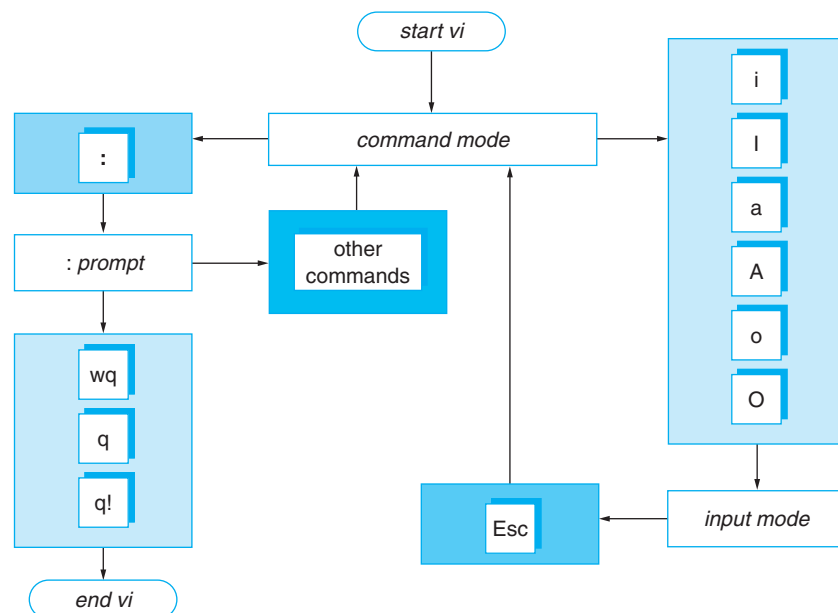 start vi
command mode
:
: prompt
other
commands
wq
q
q!
end vi
i
I
a
A
o
O
input mode
Esc